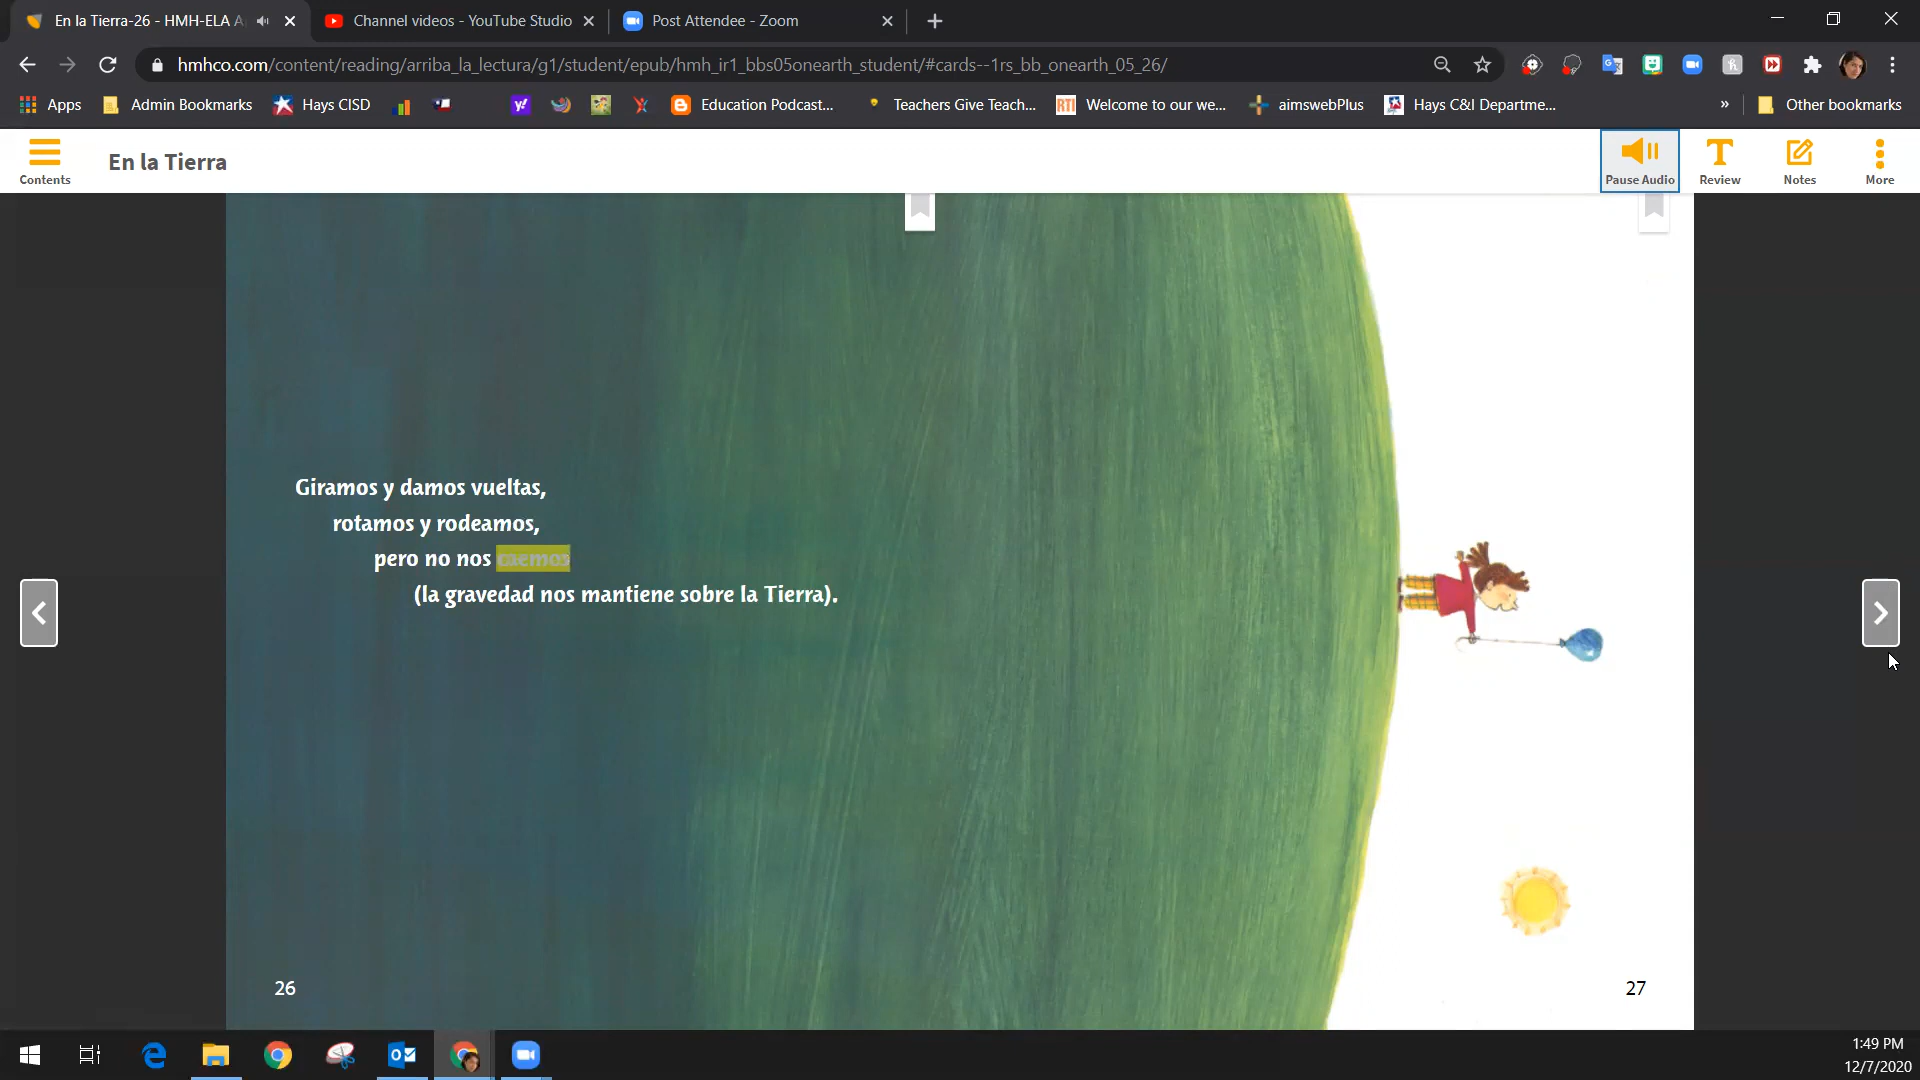 En la Tierra-26 - HMH-ELA A
Channel videos - YouTube Studio
Post Attendee - Zoom
hmhco.com/content/reading/arriba_la_lectura/g1/student/epub/hmh_ir1_bbs05onearth_student/#cards--1rs_bb_onearth_05_26/
Apps
Admin Bookmarks
Hays CISD
Education Podcast...
Teachers Give Teach...
RTI
Welcome to our we...
aimswebPlus
Hays C&I Departme...
Other bookmarks
Contents
En la Tierra
Pause Audio
Review
Notes
More
Giramos y damos vueltas,
rotamos y rodeamos,
pero no nos
(la gravedad nos mantiene sobre la Tierra).
26
27
1:49 PM
12/7/2020